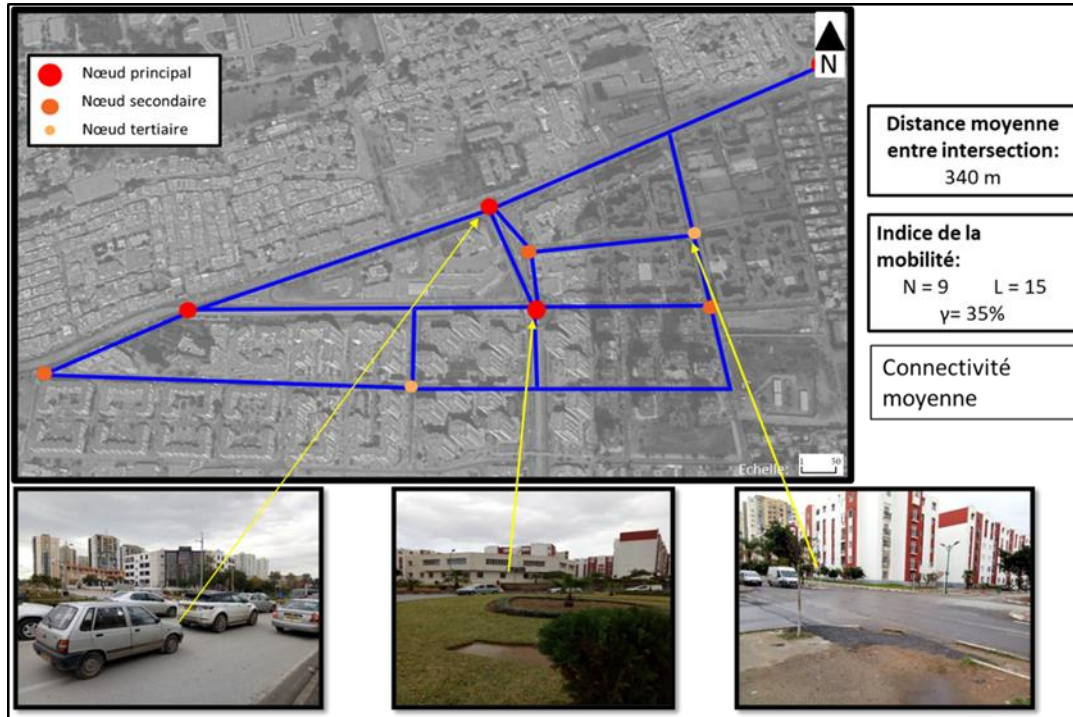 N
Nœud principal
Nœud secondaire
Nœud tertiaire
Echelle:
1 50
Distance moyenne
entre intersection:
340 m
Indice de la
mobilité:
N = 9 L = 15
γ= 35%
Connectivité
moyenne